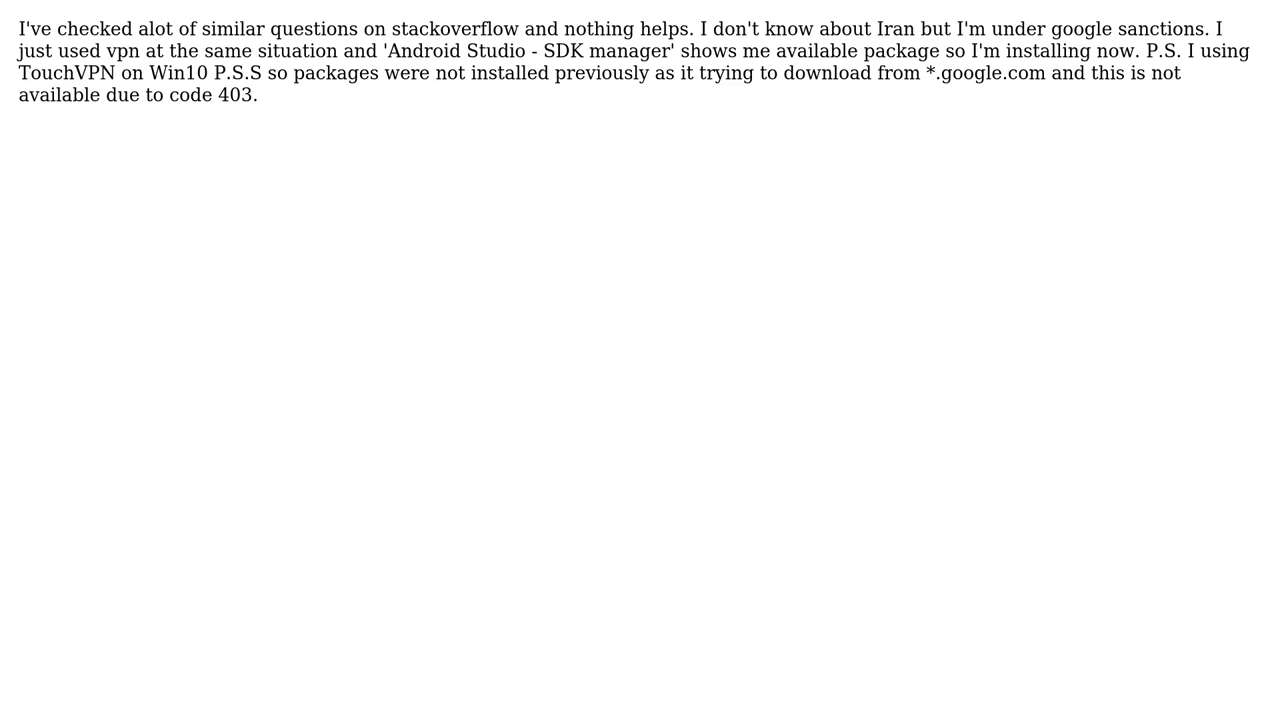 I've checked alot of similar questions on stackoverflow and nothing helps. I don't know about Iran but I'm under google sanctions. I
just used vpn at the same situation and 'Android Studio - SDK manager' shows me available package so I'm installing now. P.S. I using
TouchVPN on Win10 P.S.S so packages were not installed previously as it trying to download from *.google.com and this is not
available due to code 403.